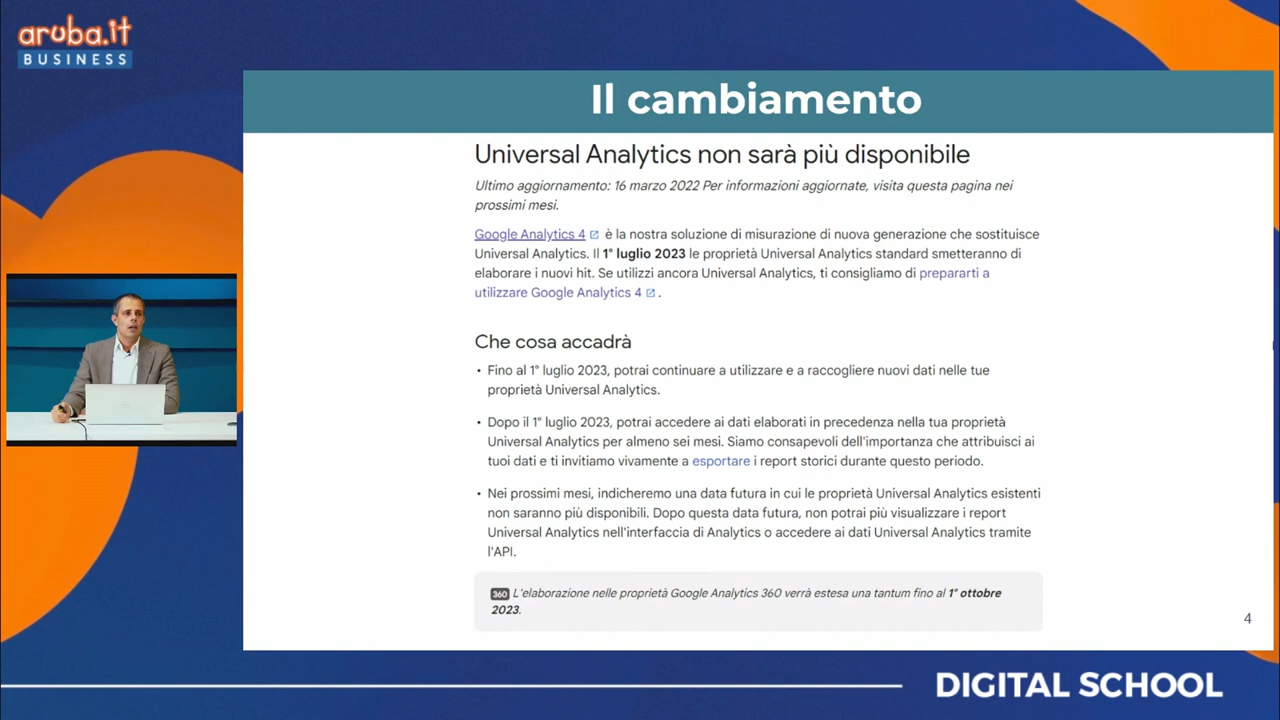 aruba.it
BUSINESS
Il cambiamento
Universal Analytics non sarà più disponibile
Ultimo aggiornamento: 16 marzo 2022 Per informazioni aggiornate, visita questa pagina nei
prossimi mesi.
Google Analytics 4 è la nostra soluzione di misurazione di nuova generazione che sostituisce
Universal Analytics. Il 1° luglio 2023 le proprietà Universal Analytics standard smetteranno di
elaborare i nuovi hit. Se utilizzi ancora Universal Analytics, ti consigliamo di prepararti a
utilizzare Google Analytics 4 .
Che cosa accadrà
• Fino al 1° luglio 2023, potrai continuare a utilizzare e a raccogliere nuovi dati nelle tue
proprietà Universal Analytics.
• Dopo il 1° luglio 2023, potrai accedere ai dati elaborati in precedenza nella tua proprietà
Universal Analytics per almeno sei mesi. Siamo consapevoli dell'importanza che attribuisci ai
tuoi dati e ti invitiamo vivamente a esportare i report storici durante questo periodo.
• Nei prossimi mesi, indicheremo una data futura in cui le proprietà Universal Analytics esistenti
non saranno più disponibili. Dopo questa data futura, non potrai più visualizzare i report
Universal Analytics nell'interfaccia di Analytics o accedere ai dati Universal Analytics tramite
l'API.
360 L'elaborazione nelle proprietà Google Analytics 360 verrà estesa una tantum fino al 1° ottobre
2023.
4
DIGITAL SCHOOL